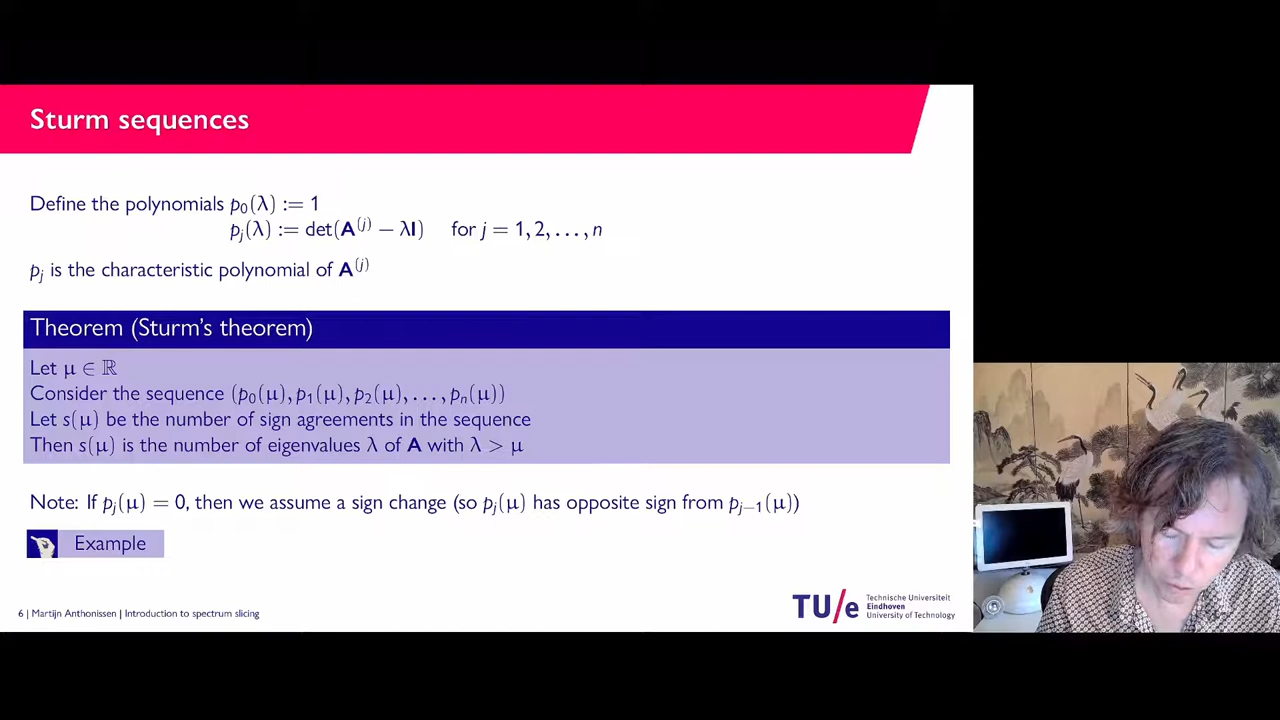 Sturm sequences
Define the polynomials p₀(λ) := 1
pⱼ(λ) := det(A⁽ʲ⁾ − λI) for j = 1, 2, . . . , n
pⱼ is the characteristic polynomial of A⁽ʲ⁾
Theorem (Sturm's theorem)
Let μ ∈ ℝ
Consider the sequence (p₀(μ), p₁(μ), p₂(μ), . . . , pₙ(μ))
Let s(μ) be the number of sign agreements in the sequence
Then s(μ) is the number of eigenvalues λ of A with λ > μ
Note: If pⱼ(μ) = 0, then we assume a sign change (so pⱼ(μ) has opposite sign from pⱼ₋₁(μ))
Example
6 | Martijn Anthonissen | Introduction to spectrum slicing
TU/e
Technische Universiteit
Eindhoven
University of Technology